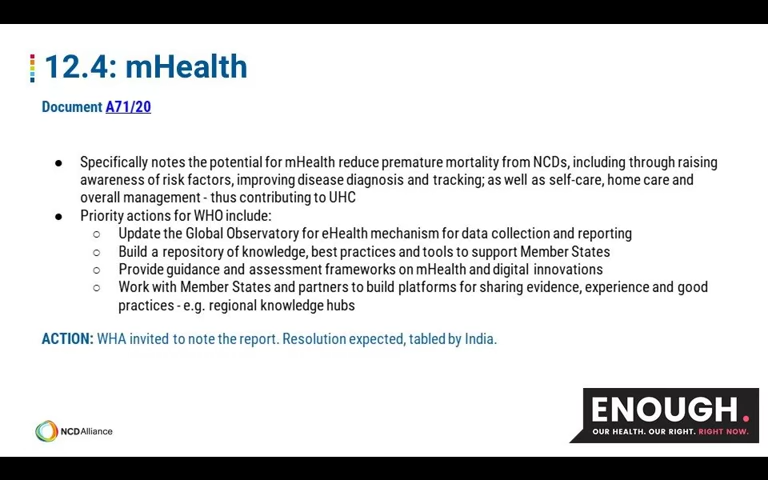 12.4: mHealth
Document A71/20
● Specifically notes the potential for mHealth reduce premature mortality from NCDs, including through raising
awareness of risk factors, improving disease diagnosis and tracking; as well as self-care, home care and
overall management - thus contributing to UHC
● Priority actions for WHO include:
○ Update the Global Observatory for eHealth mechanism for data collection and reporting
○ Build a repository of knowledge, best practices and tools to support Member States
○ Provide guidance and assessment frameworks on mHealth and digital innovations
○ Work with Member States and partners to build platforms for sharing evidence, experience and good
practices - e.g. regional knowledge hubs
ACTION: WHA invited to note the report. Resolution expected, tabled by India.
ENOUGH.
OUR HEALTH. OUR RIGHT. RIGHT NOW.
NCDAlliance